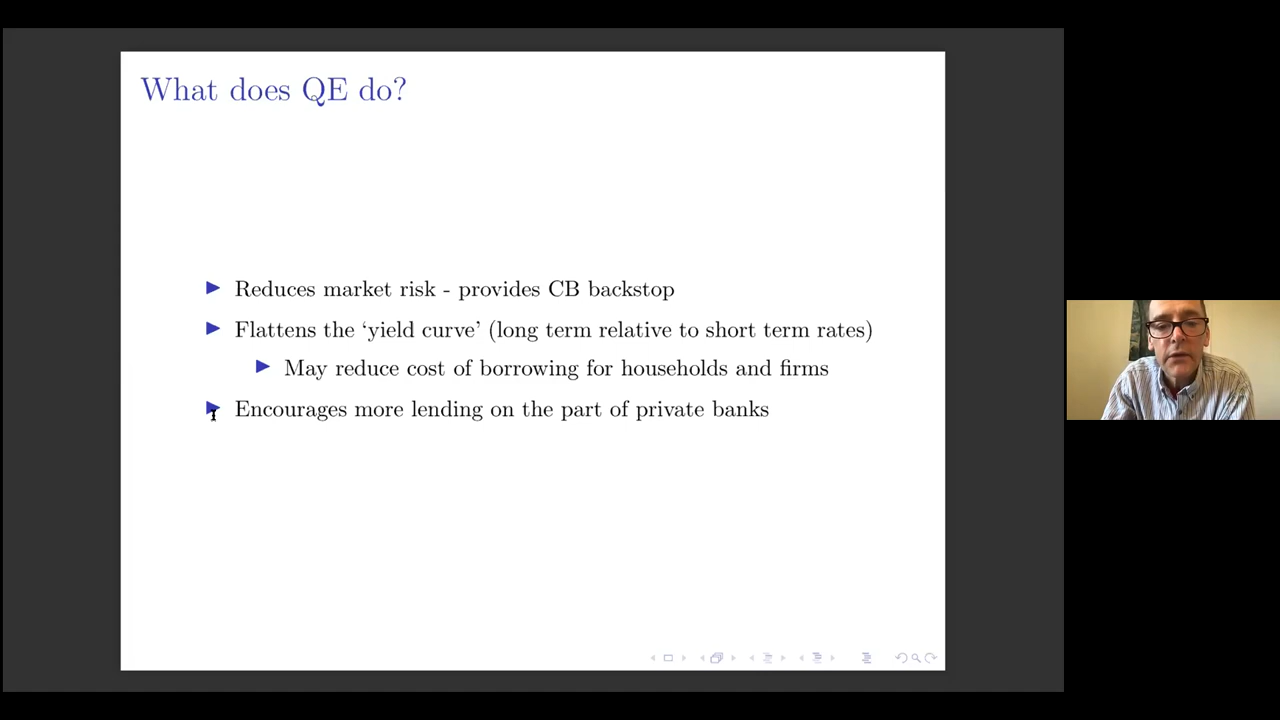 What does QE do?
Reduces market risk - provides CB backstop
Flattens the ‘yield curve’ (long term relative to short term rates)
May reduce cost of borrowing for households and firms
Encourages more lending on the part of private banks